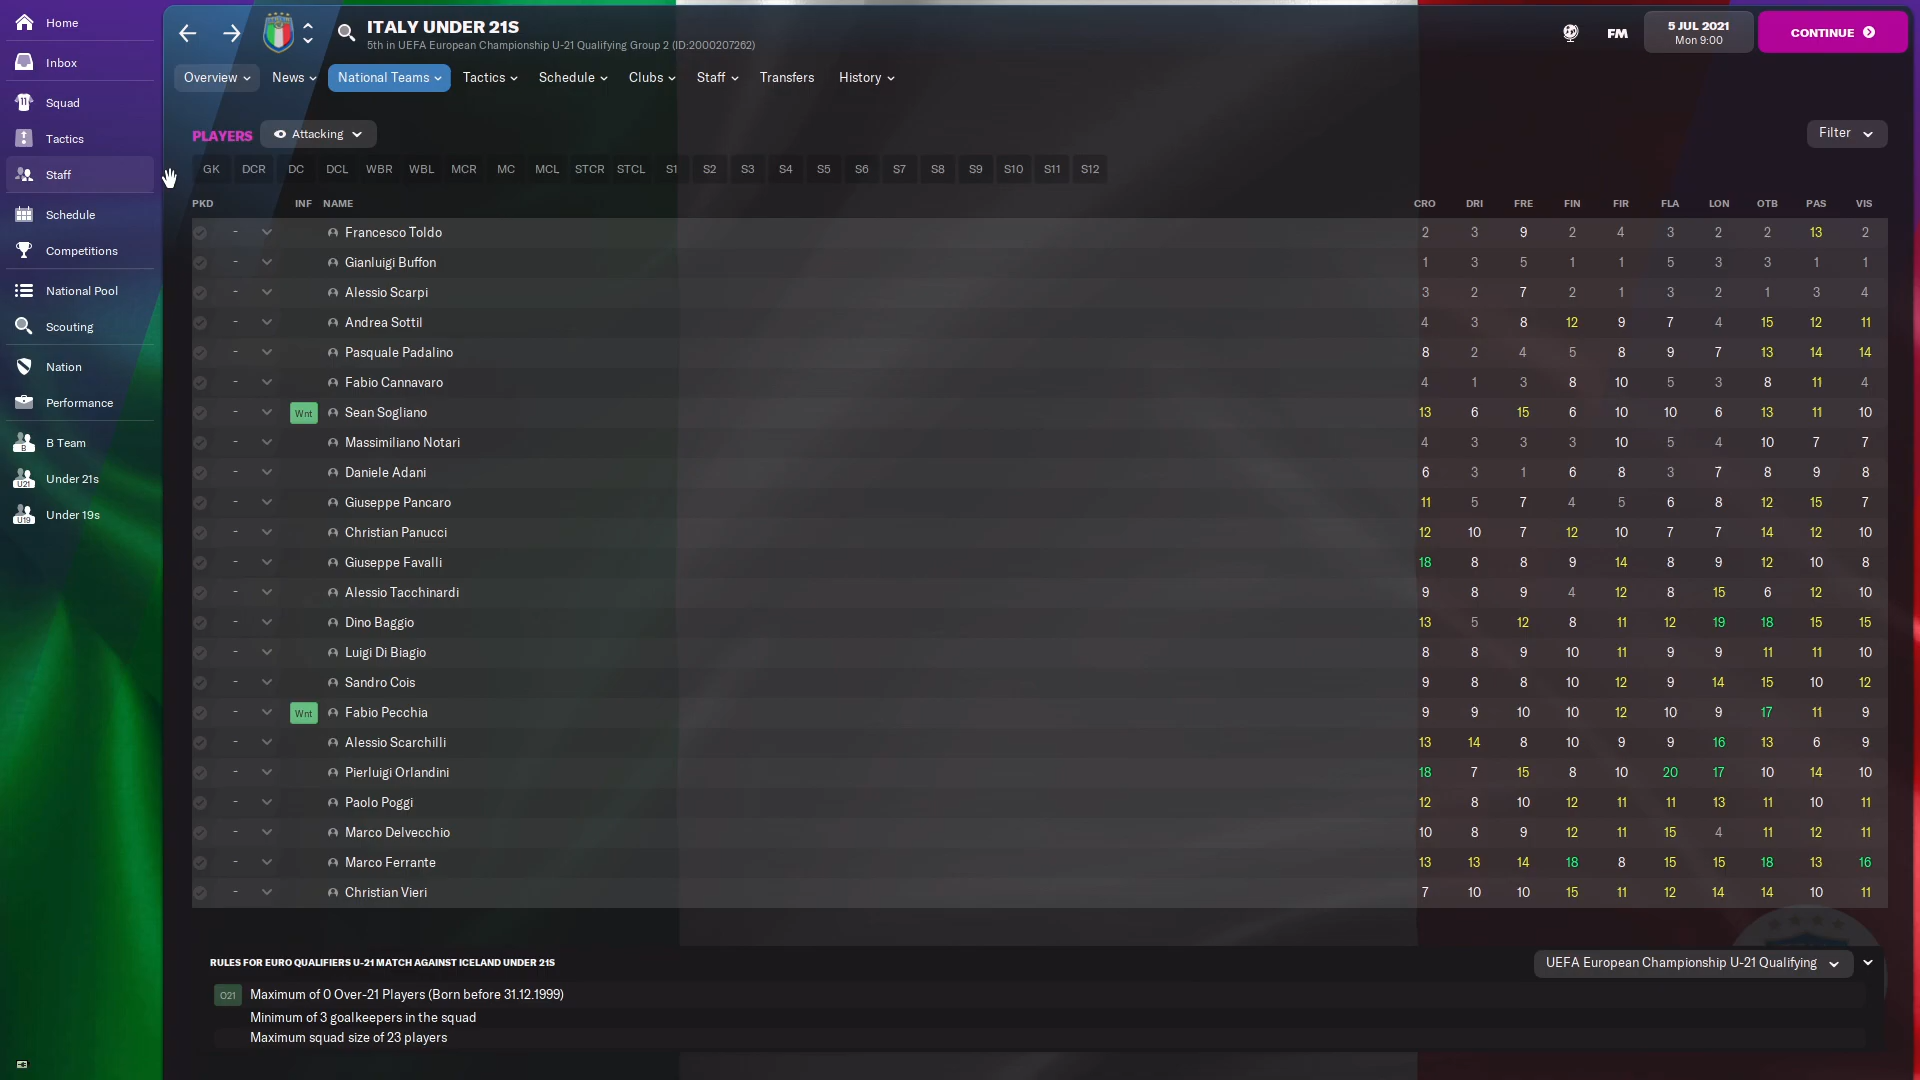 Home
Inbox
Squad
Tactics
Staff
Schedule
Competitions
National Pool
Scouting
Nation
Performance
B Team
Under 21s
Under 19s
ITALY UNDER 21S
5th in UEFA European Championship U-21 Qualifying Group 2 (ID:2000207262)
FM
5 JUL 2021
Mon 9:00
CONTINUE
Overview News National Teams Tactics Schedule Clubs Staff Transfers History
PLAYERS Attacking Filter
GK DCR DC DCL WBR WBL MCR MC MCL STCR STCL S1 S2 S3 S4 S5 S6 S7 S8 S9 S10 S11 S12
PKD INF NAME CRO DRI FRE FIN FIR FLA LON OTB PAS VIS
- Francesco Toldo 2 3 9 2 4 3 2 2 13 2
- Gianluigi Buffon 1 3 5 1 1 5 3 3 1 1
- Alessio Scarpi 3 2 7 2 1 3 2 1 3 4
- Andrea Sottil 4 3 8 12 9 7 4 15 12 11
- Pasquale Padalino 8 2 4 5 8 9 7 13 14 14
- Fabio Cannavaro 4 1 3 8 10 5 3 8 11 4
- Wnt Sean Sogliano 13 6 15 6 10 10 6 13 11 10
- Massimiliano Notari 4 3 3 3 10 5 4 10 7 7
- Daniele Adani 6 3 1 6 8 3 7 8 9 8
- Giuseppe Pancaro 11 5 7 4 5 6 8 12 15 7
- Christian Panucci 12 10 7 12 10 7 7 14 12 10
- Giuseppe Favalli 18 8 8 9 14 8 9 12 10 8
- Alessio Tacchinardi 9 8 9 4 12 8 15 6 12 10
- Dino Baggio 13 5 12 8 11 12 19 18 15 15
- Luigi Di Biagio 8 8 9 10 11 9 9 11 11 10
- Sandro Cois 9 8 8 10 12 9 14 15 10 12
- Wnt Fabio Pecchia 9 9 10 10 12 10 9 17 11 9
- Alessio Scarchilli 13 14 8 10 9 9 16 13 6 9
- Pierluigi Orlandini 18 7 15 8 10 20 17 10 14 10
- Paolo Poggi 12 8 10 12 11 11 13 11 10 11
- Marco Delvecchio 10 8 9 12 11 15 4 11 12 11
- Marco Ferrante 13 13 14 18 8 15 15 18 13 16
- Christian Vieri 7 10 10 15 11 12 14 14 10 11
RULES FOR EURO QUALIFIERS U-21 MATCH AGAINST ICELAND UNDER 21S
UEFA European Championship U-21 Qualifying
O21 Maximum of 0 Over-21 Players (Born before 31.12.1999)
Minimum of 3 goalkeepers in the squad
Maximum squad size of 23 players